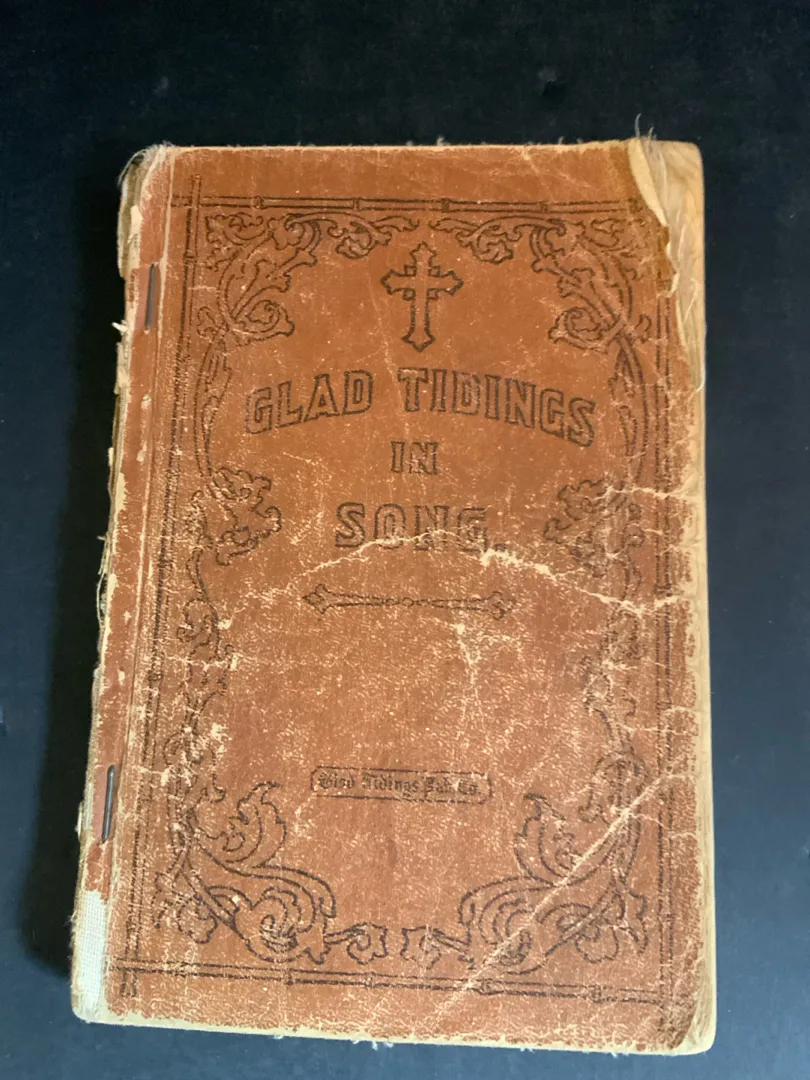 GLAD TIDINGS
IN
SONG.
Glad Tidings Pub. Co.